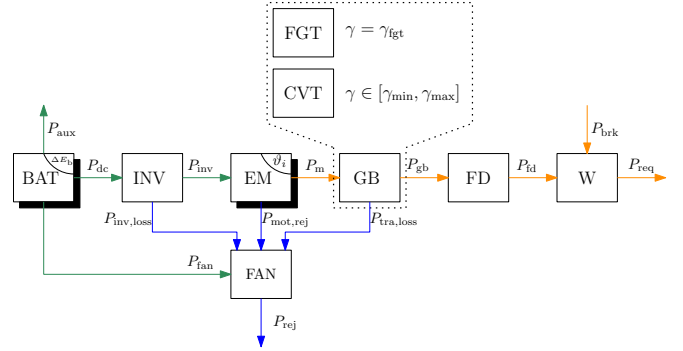 FGT γ = γ_fgt
CVT γ ∈ [γ_min, γ_max]
P_aux P_brk
ΔE_b ϑ_i
BAT P_dc INV P_inv EM P_m GB P_gb FD P_fd W P_req
P_inv,loss P_mot,rej P_tra,loss
P_fan FAN
P_rej